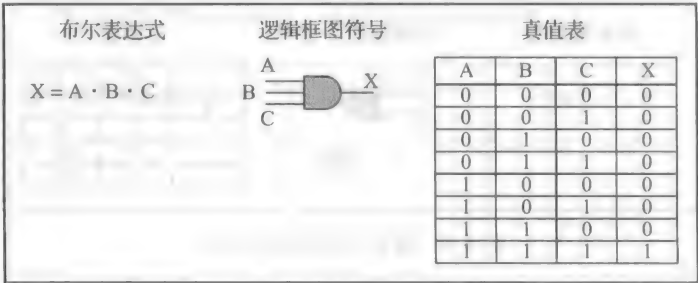 布尔表达式 逻辑框图符号 真值表
X = A · B · C
A
B
C
X
A B C X
0 0 0 0
0 0 1 0
0 1 0 0
0 1 1 0
1 0 0 0
1 0 1 0
1 1 0 0
1 1 1 1